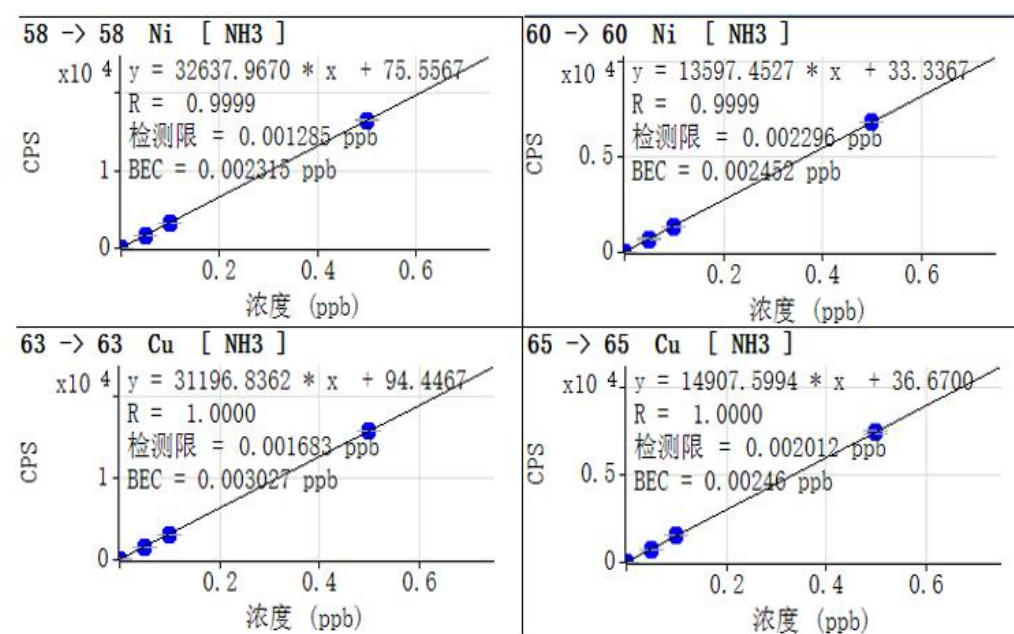 58 -> 58 Ni [ NH3 ]
x10 4
y = 32637.9670 * x + 75.5567
R = 0.9999
检测限 = 0.001285 ppb
BEC = 0.002315 ppb
CPS
1
0
0.2 0.4 0.6
浓度 (ppb)
60 -> 60 Ni [ NH3 ]
x10 4
y = 13597.4527 * x + 33.3367
R = 0.9999
检测限 = 0.002296 ppb
BEC = 0.002452 ppb
CPS
0.5
0
0.2 0.4 0.6
浓度 (ppb)
63 -> 63 Cu [ NH3 ]
x10 4
y = 31196.8362 * x + 94.4467
R = 1.0000
检测限 = 0.001683 ppb
BEC = 0.003027 ppb
CPS
1
0
0.2 0.4 0.6
浓度 (ppb)
65 -> 65 Cu [ NH3 ]
x10 4
y = 14907.5994 * x + 36.6700
R = 1.0000
检测限 = 0.002012 ppb
BEC = 0.00246 ppb
CPS
0.5
0
0.2 0.4 0.6
浓度 (ppb)